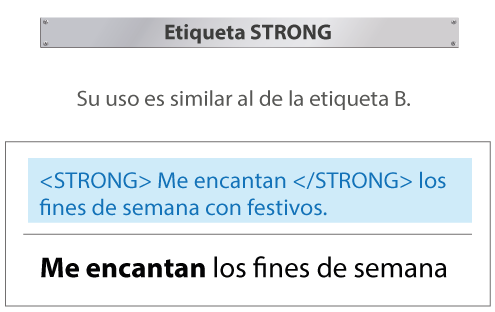 Etiqueta STRONG
Su uso es similar al de la etiqueta B.
<STRONG> Me encantan </STRONG> los
fines de semana con festivos.
Me encantan los fines de semana